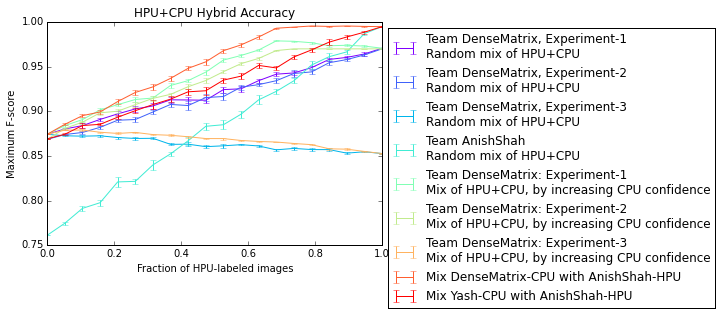 HPU+CPU Hybrid Accuracy
Maximum F-score
1.00
0.95
0.90
0.85
0.80
0.75
0.0
0.2
0.4
0.6
0.8
1.0
Fraction of HPU-labeled images
Team DenseMatrix, Experiment-1
Random mix of HPU+CPU
Team DenseMatrix, Experiment-2
Random mix of HPU+CPU
Team DenseMatrix, Experiment-3
Random mix of HPU+CPU
Team AnishShah
Random mix of HPU+CPU
Team DenseMatrix: Experiment-1
Mix of HPU+CPU, by increasing CPU confidence
Team DenseMatrix: Experiment-2
Mix of HPU+CPU, by increasing CPU confidence
Team DenseMatrix: Experiment-3
Mix of HPU+CPU, by increasing CPU confidence
Mix DenseMatrix-CPU with AnishShah-HPU
Mix Yash-CPU with AnishShah-HPU